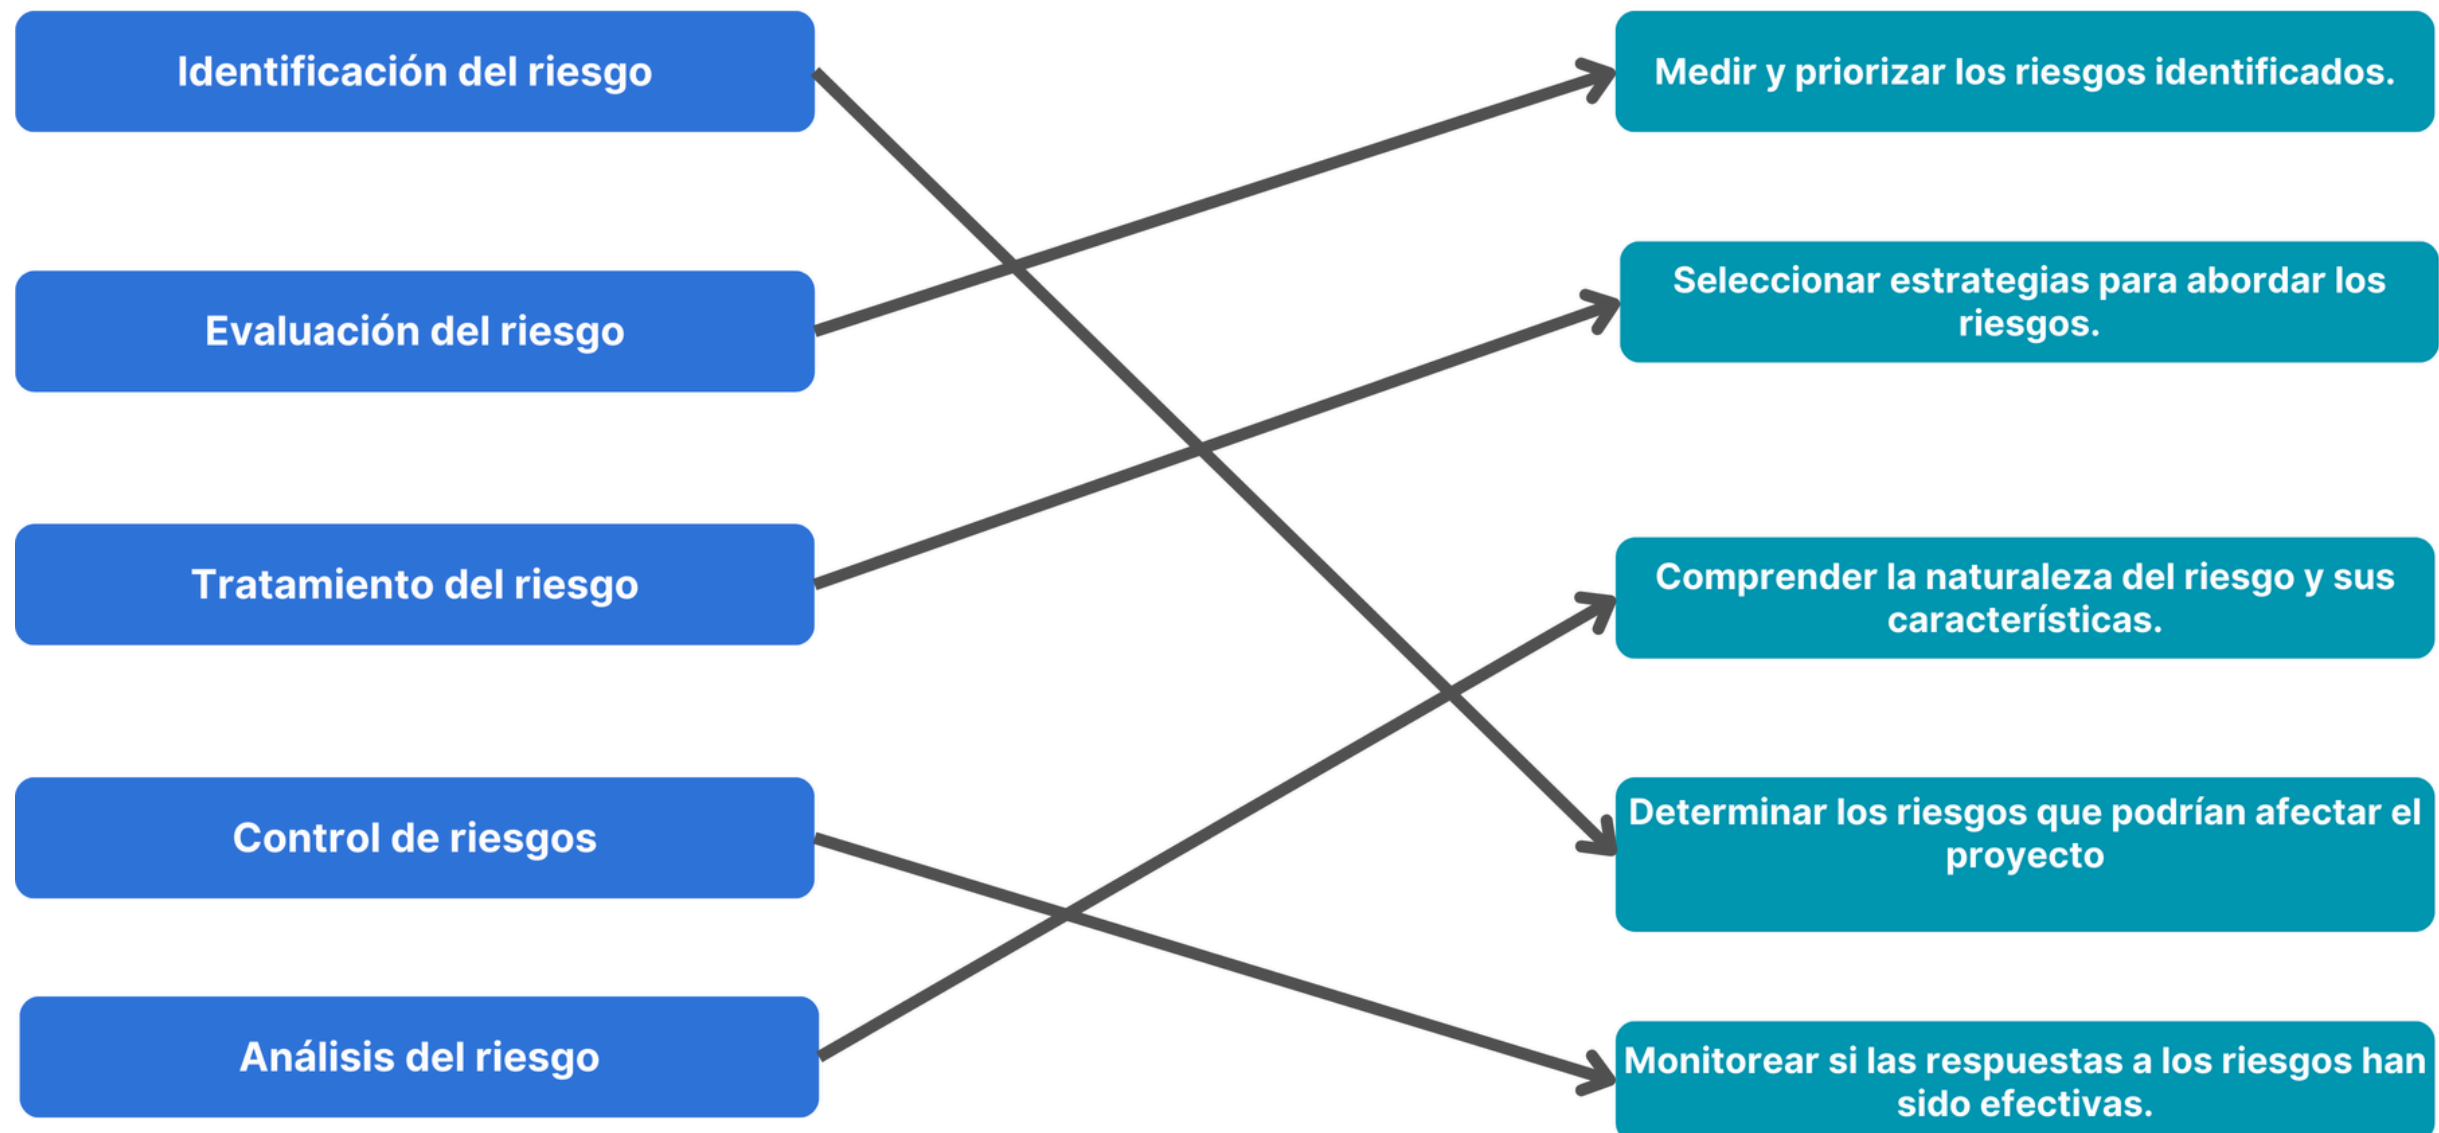 Identificación del riesgo
Evaluación del riesgo
Tratamiento del riesgo
Control de riesgos
Análisis del riesgo
Medir y priorizar los riesgos identificados.
Seleccionar estrategias para abordar los
riesgos.
Comprender la naturaleza del riesgo y sus
características.
Determinar los riesgos que podrían afectar el
proyecto
Monitorear si las respuestas a los riesgos han
sido efectivas.